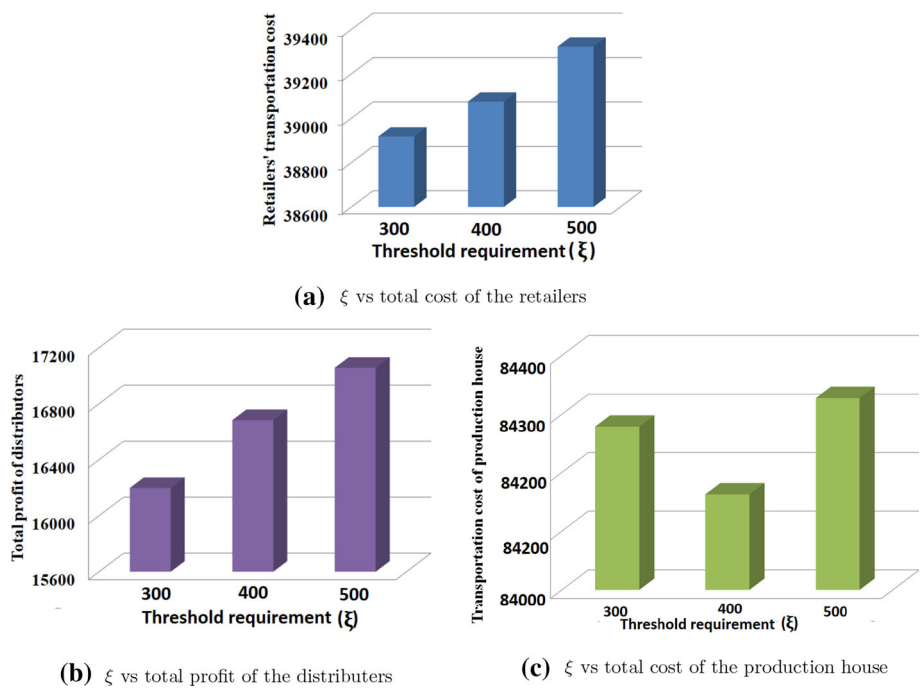 Retailers' transportation cost
39400
39200
39000
38800
38600
300 400 500
Threshold requirement (ξ)
(a) ξ vs total cost of the retailers
Total profit of distributors
17200
16800
16400
16000
15600
300 400 500
Threshold requirement (ξ)
(b) ξ vs total profit of the distributers
Transportation cost of production house
84400
84300
84200
84200
84000
300 400 500
Threshold requirement (ξ)
(c) ξ vs total cost of the production house